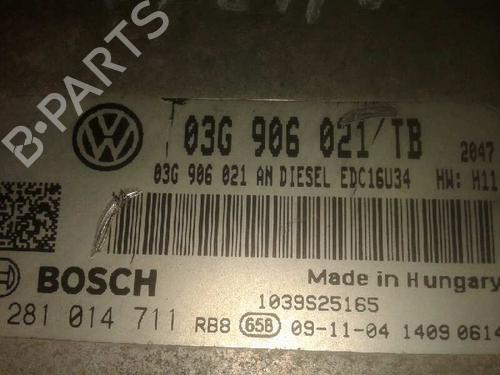 03G 906 021 TB 2047
03G 906 021 AN DIESEL EDC16U34 HW: H11
BOSCH Made in Hungary
1039S25165
281 014 711 RB8 658 09-11-04 1409 0614